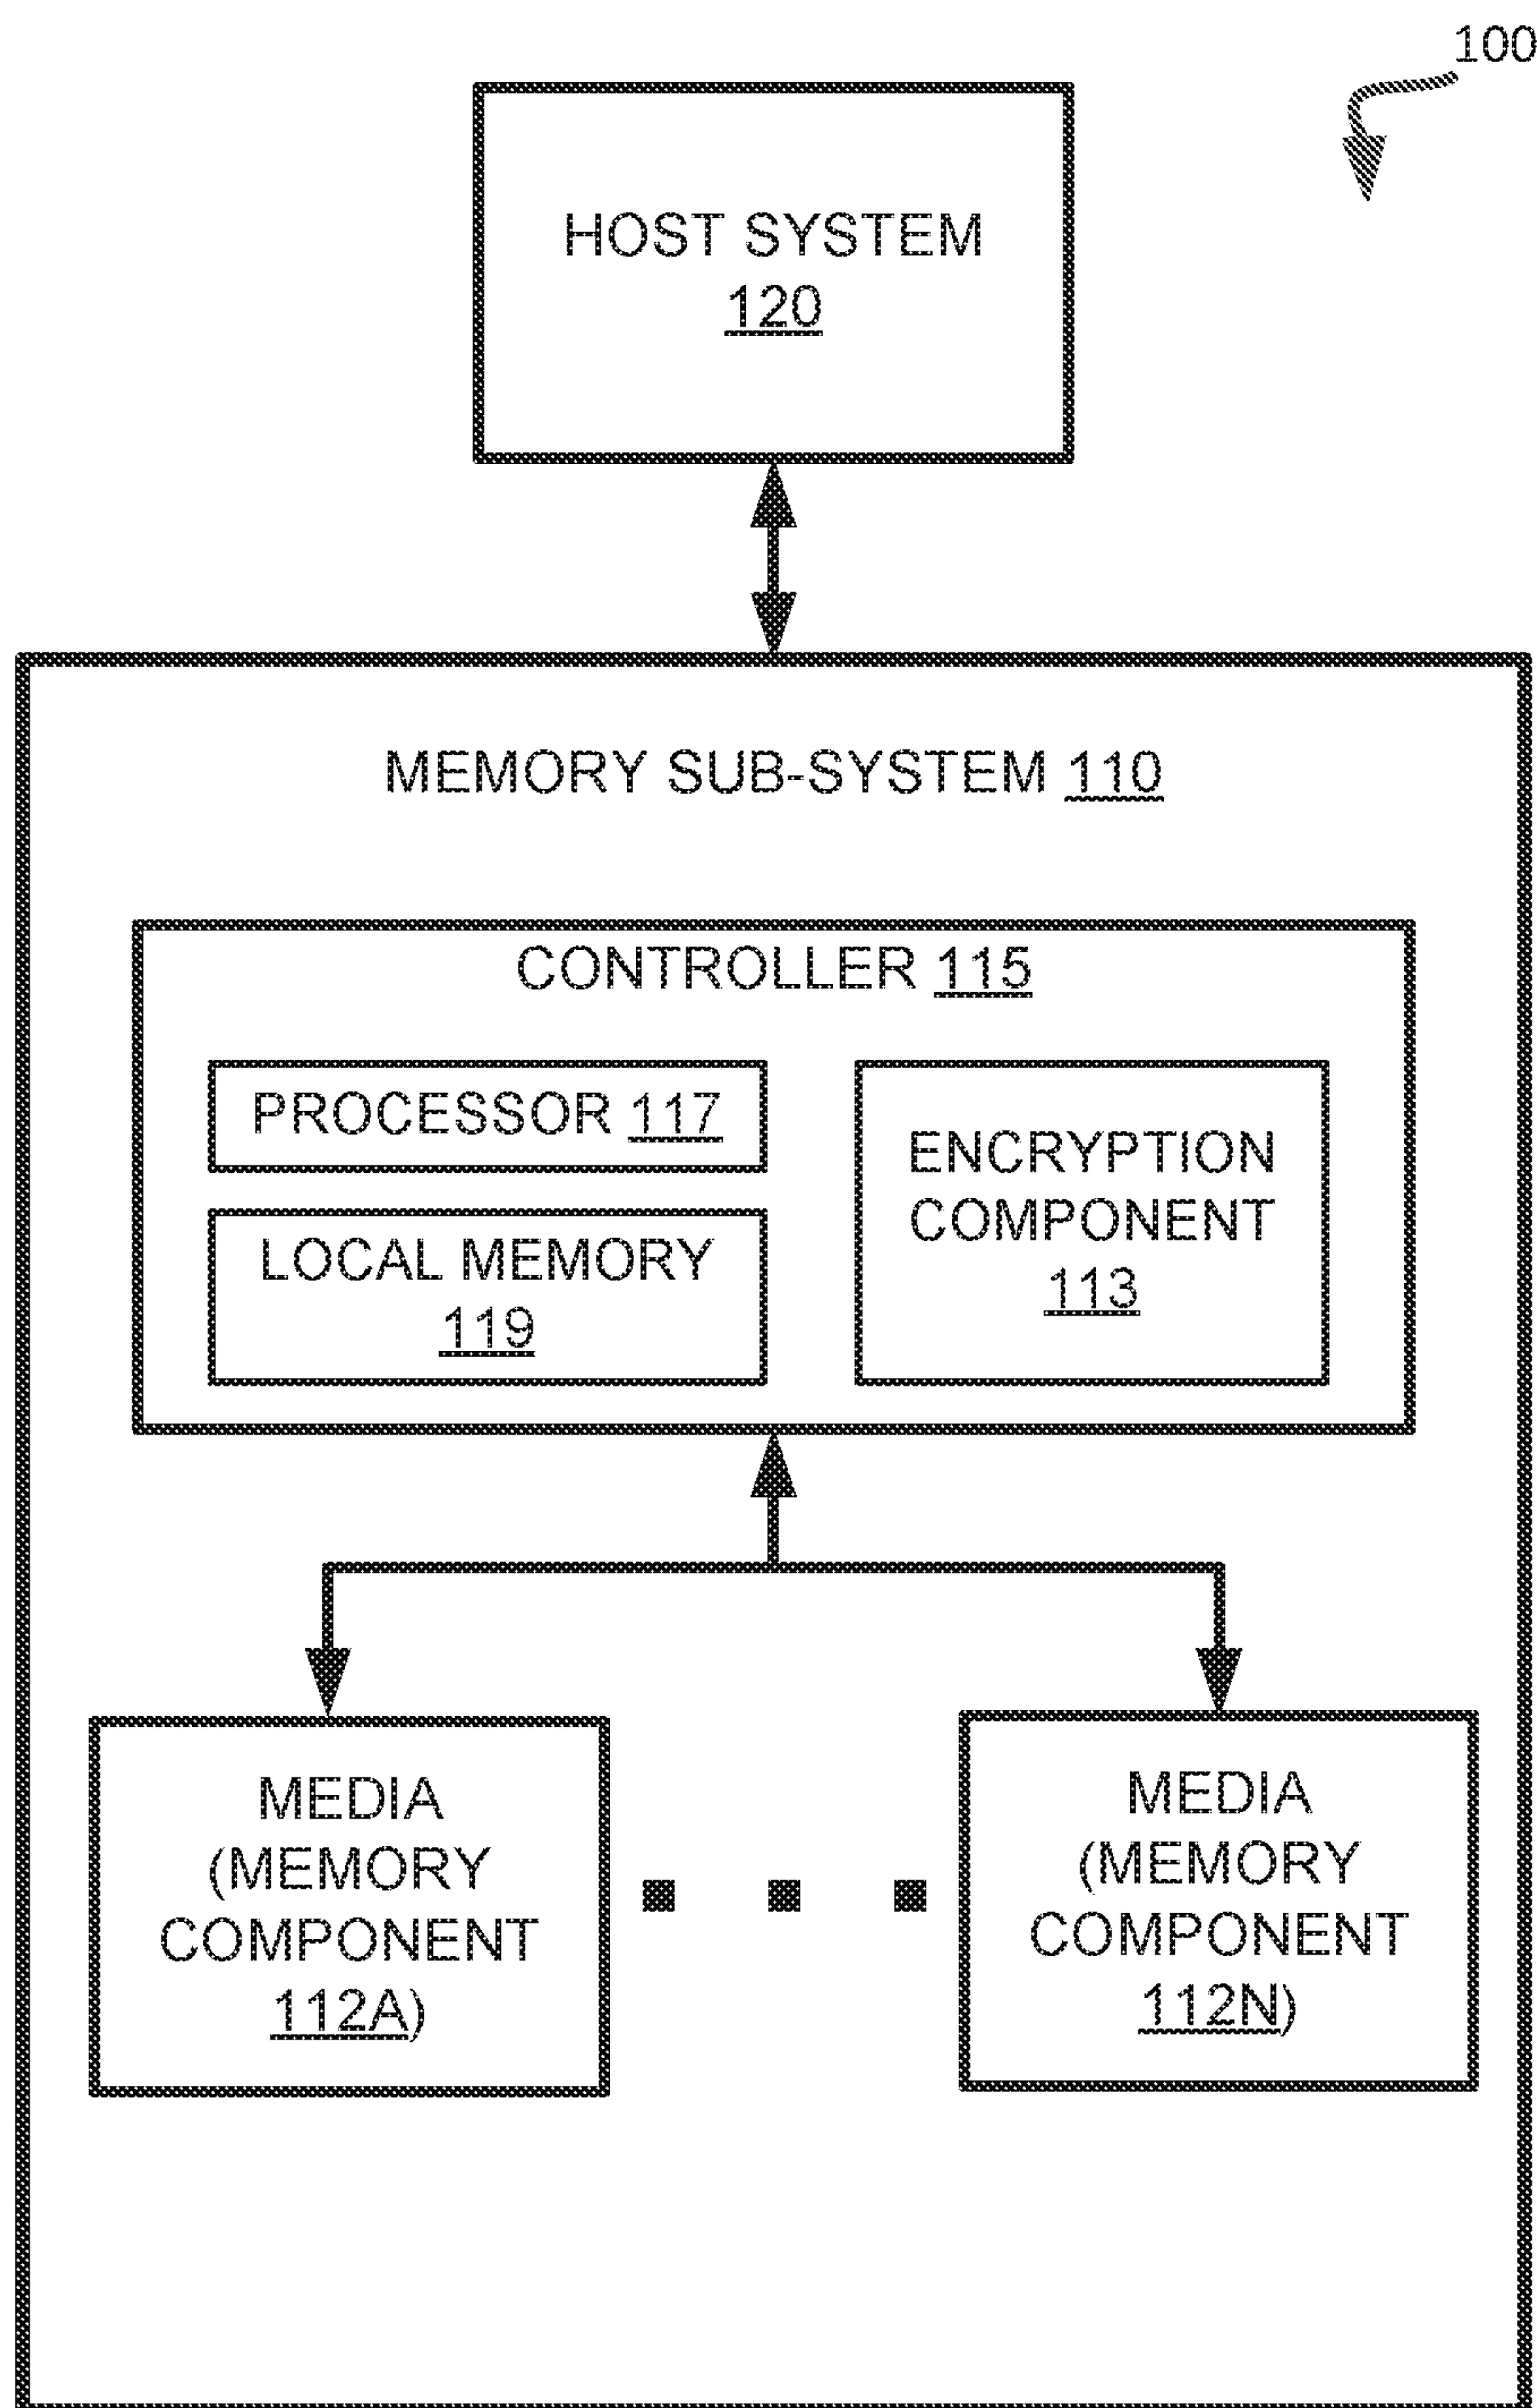 100
HOST SYSTEM
120
MEMORY SUB-SYSTEM 110
CONTROLLER 115
PROCESSOR 117
LOCAL MEMORY
119
ENCRYPTION
COMPONENT
113
MEDIA
(MEMORY
COMPONENT
112A)
MEDIA
(MEMORY
COMPONENT
112N)